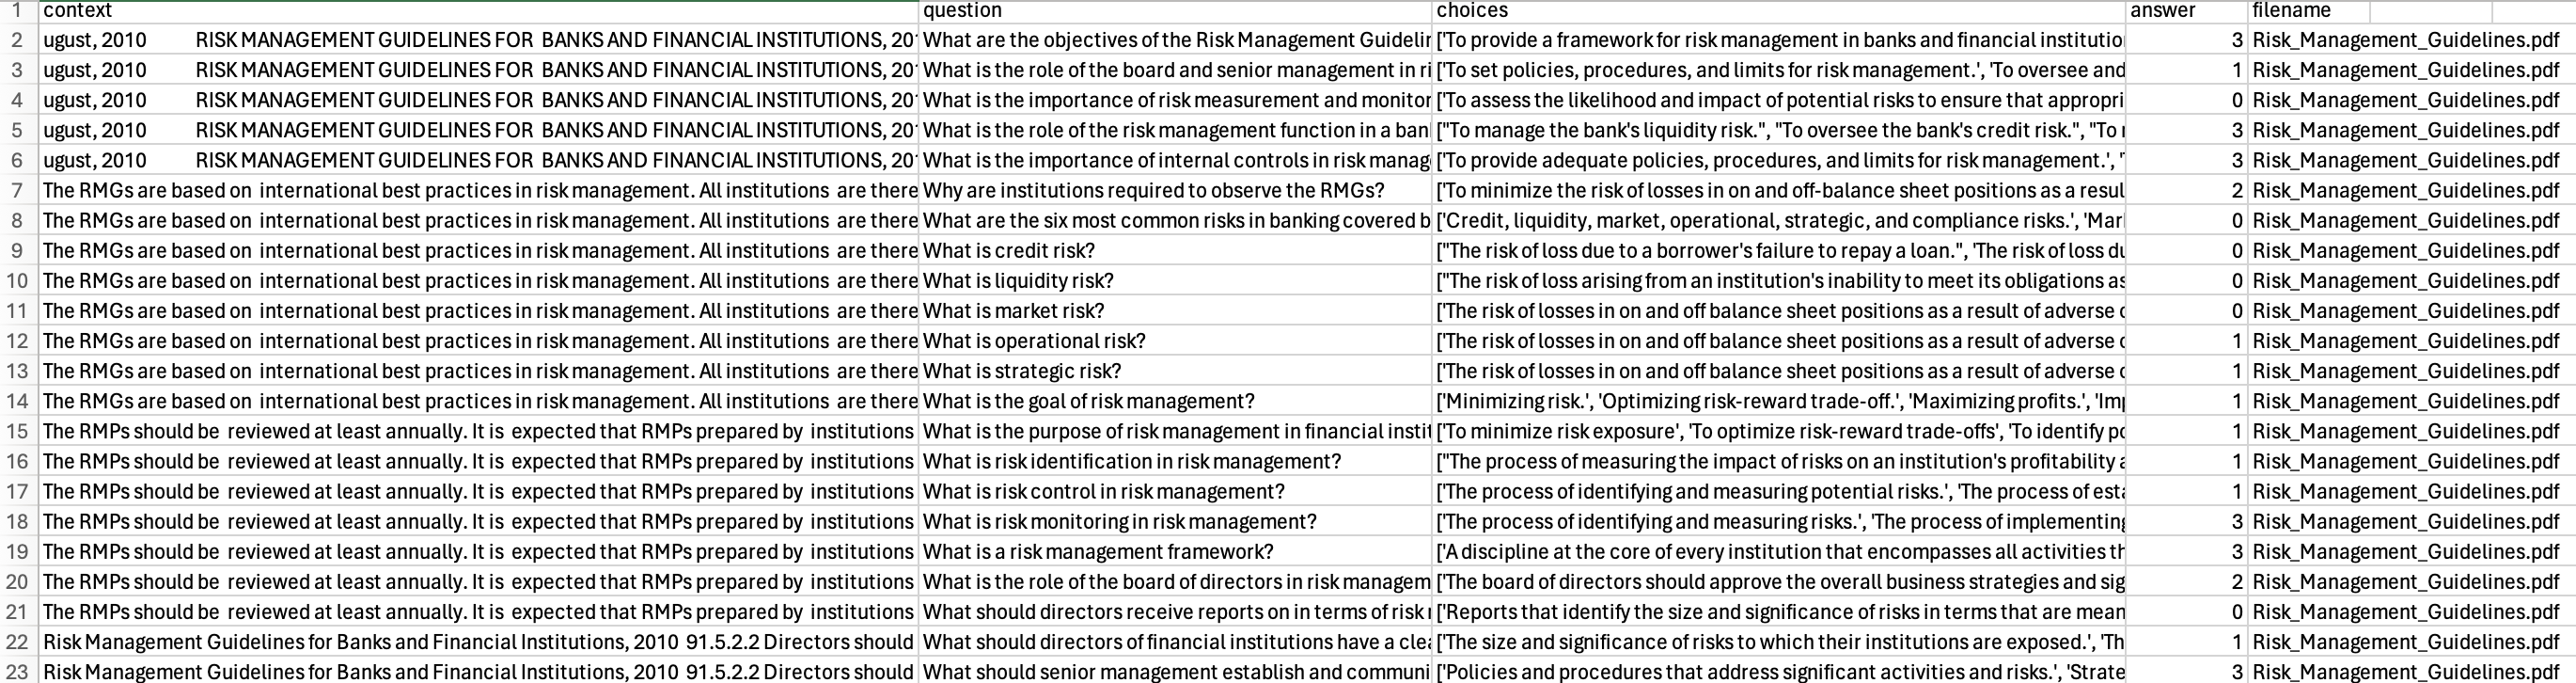 1 context question choices answer filename
2 ugust, 2010 RISK MANAGEMENT GUIDELINES FOR BANKS AND FINANCIAL INSTITUTIONS, 20 What are the objectives of the Risk Management Guidelin ['To provide a framework for risk management in banks and financial institutio 3 Risk_Management_Guidelines.pdf
3 ugust, 2010 RISK MANAGEMENT GUIDELINES FOR BANKS AND FINANCIAL INSTITUTIONS, 20 What is the role of the board and senior management in ri ['To set policies, procedures, and limits for risk management.', 'To oversee and 1 Risk_Management_Guidelines.pdf
4 ugust, 2010 RISK MANAGEMENT GUIDELINES FOR BANKS AND FINANCIAL INSTITUTIONS, 20 What is the importance of risk measurement and monitor ['To assess the likelihood and impact of potential risks to ensure that appropri 0 Risk_Management_Guidelines.pdf
5 ugust, 2010 RISK MANAGEMENT GUIDELINES FOR BANKS AND FINANCIAL INSTITUTIONS, 20 What is the role of the risk management function in a ban ["To manage the bank's liquidity risk.", "To oversee the bank's credit risk.", "To 3 Risk_Management_Guidelines.pdf
6 ugust, 2010 RISK MANAGEMENT GUIDELINES FOR BANKS AND FINANCIAL INSTITUTIONS, 20 What is the importance of internal controls in risk manag ['To provide adequate policies, procedures, and limits for risk management.', ' 3 Risk_Management_Guidelines.pdf
7 The RMGs are based on international best practices in risk management. All institutions are there Why are institutions required to observe the RMGs? ['To minimize the risk of losses in on and off-balance sheet positions as a resul 2 Risk_Management_Guidelines.pdf
8 The RMGs are based on international best practices in risk management. All institutions are there What are the six most common risks in banking covered b ['Credit, liquidity, market, operational, strategic, and compliance risks.', 'Mar 0 Risk_Management_Guidelines.pdf
9 The RMGs are based on international best practices in risk management. All institutions are there What is credit risk? ["The risk of loss due to a borrower's failure to repay a loan.", 'The risk of loss du 0 Risk_Management_Guidelines.pdf
10 The RMGs are based on international best practices in risk management. All institutions are there What is liquidity risk? ["The risk of loss arising from an institution's inability to meet its obligations as 0 Risk_Management_Guidelines.pdf
11 The RMGs are based on international best practices in risk management. All institutions are there What is market risk? ['The risk of losses in on and off balance sheet positions as a result of adverse c 0 Risk_Management_Guidelines.pdf
12 The RMGs are based on international best practices in risk management. All institutions are there What is operational risk? ['The risk of losses in on and off balance sheet positions as a result of adverse c 1 Risk_Management_Guidelines.pdf
13 The RMGs are based on international best practices in risk management. All institutions are there What is strategic risk? ['The risk of losses in on and off balance sheet positions as a result of adverse c 1 Risk_Management_Guidelines.pdf
14 The RMGs are based on international best practices in risk management. All institutions are there What is the goal of risk management? ['Minimizing risk.', 'Optimizing risk-reward trade-off.', 'Maximizing profits.', 'Imp 1 Risk_Management_Guidelines.pdf
15 The RMPs should be reviewed at least annually. It is expected that RMPs prepared by institutions What is the purpose of risk management in financial instit ['To minimize risk exposure', 'To optimize risk-reward trade-offs', 'To identify po 1 Risk_Management_Guidelines.pdf
16 The RMPs should be reviewed at least annually. It is expected that RMPs prepared by institutions What is risk identification in risk management? ["The process of measuring the impact of risks on an institution's profitability a 1 Risk_Management_Guidelines.pdf
17 The RMPs should be reviewed at least annually. It is expected that RMPs prepared by institutions What is risk control in risk management? ['The process of identifying and measuring potential risks.', 'The process of esta 1 Risk_Management_Guidelines.pdf
18 The RMPs should be reviewed at least annually. It is expected that RMPs prepared by institutions What is risk monitoring in risk management? ['The process of identifying and measuring risks.', 'The process of implementing 3 Risk_Management_Guidelines.pdf
19 The RMPs should be reviewed at least annually. It is expected that RMPs prepared by institutions What is a risk management framework? ['A discipline at the core of every institution that encompasses all activities th 3 Risk_Management_Guidelines.pdf
20 The RMPs should be reviewed at least annually. It is expected that RMPs prepared by institutions What is the role of the board of directors in risk managem ['The board of directors should approve the overall business strategies and sig 2 Risk_Management_Guidelines.pdf
21 The RMPs should be reviewed at least annually. It is expected that RMPs prepared by institutions What should directors receive reports on in terms of risk ['Reports that identify the size and significance of risks in terms that are mean 0 Risk_Management_Guidelines.pdf
22 Risk Management Guidelines for Banks and Financial Institutions, 2010 91.5.2.2 Directors should What should directors of financial institutions have a clea ['The size and significance of risks to which their institutions are exposed.', 'Th 1 Risk_Management_Guidelines.pdf
23 Risk Management Guidelines for Banks and Financial Institutions, 2010 91.5.2.2 Directors should What should senior management establish and communi ['Policies and procedures that address significant activities and risks.', 'Strate 3 Risk_Management_Guidelines.pdf